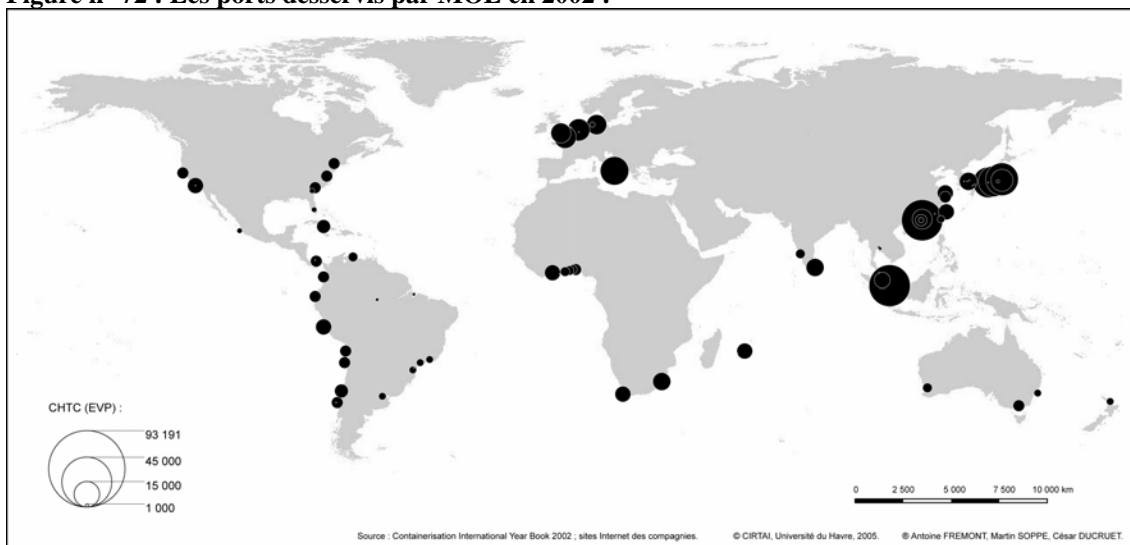 Figure n° 72 : Les ports desservis par MOL en 2002 :
CHTC (EVP) :
93 191
45 000
15 000
1 000
0 2 500 5 000 7 500 10 000 km
Source : Containerisation International Year Book 2002 ; sites Internet des compagnies. © CIRTAI, Université du Havre, 2005. ® Antoine FREMONT, Martin SOPPE, César DUCRUET.